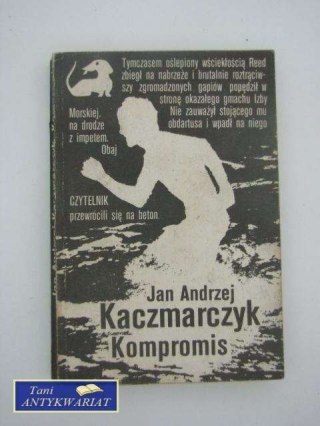 Tymczasem oślepiony wściekłością Reed
zbiegł na nabrzeże i brutalnie roztrąciw-
szy zgromadzonych gapiów popędził w
stronę okazałego gmachu Izby
Morskiej. Nie zauważył stojącego mu
na drodze obdartusa i wpadł na niego
z impetem.
Obaj
CZYTELNIK
przewrócili się na beton.
Jan Andrzej
Kaczmarczyk
Kompromis
Tani
ANTYKWARIAT